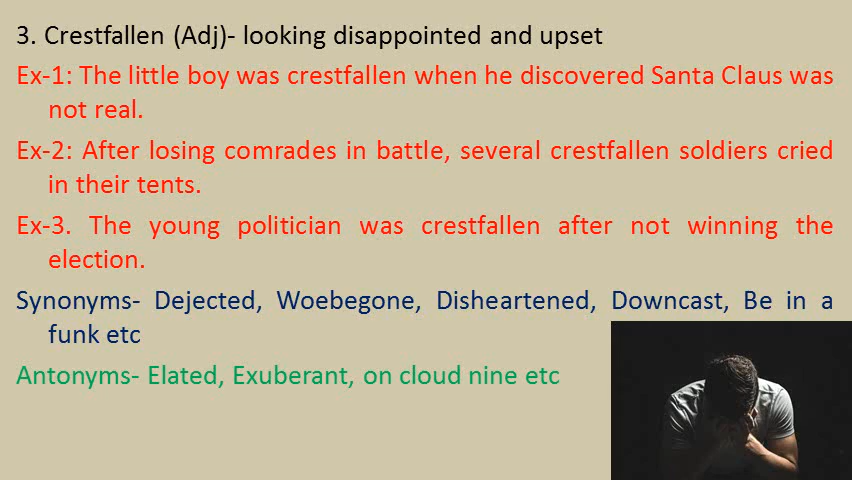 3. Crestfallen (Adj)- looking disappointed and upset
Ex-1: The little boy was crestfallen when he discovered Santa Claus was
not real.
Ex-2: After losing comrades in battle, several crestfallen soldiers cried
in their tents.
Ex-3. The young politician was crestfallen after not winning the
election.
Synonyms- Dejected, Woebegone, Disheartened, Downcast, Be in a
funk etc
Antonyms- Elated, Exuberant, on cloud nine etc